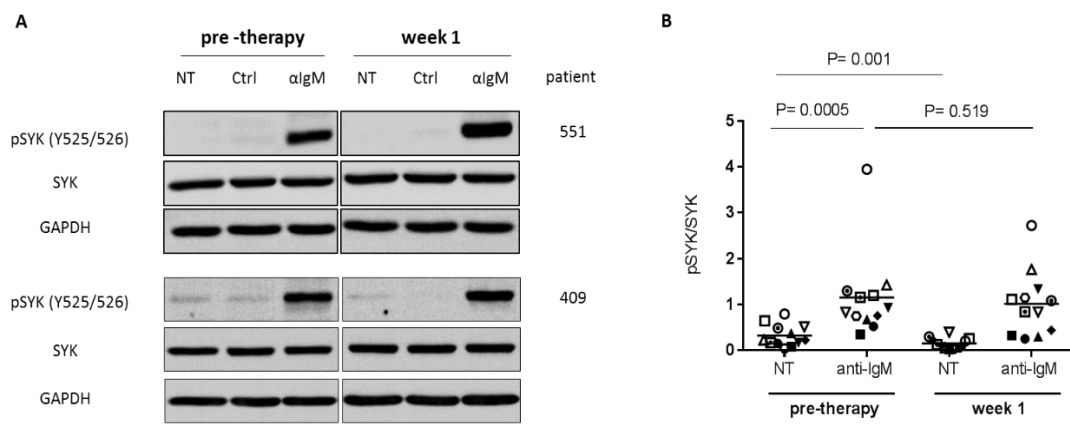 A
pre -therapy week 1
NT Ctrl αIgM NT Ctrl αIgM patient
pSYK (Y525/526) 551
SYK
GAPDH
pSYK (Y525/526) 409
SYK
GAPDH
B
P= 0.001
P= 0.0005 P= 0.519
5
4
3
2
1
0
pSYK/SYK
NT anti-IgM NT anti-IgM
pre-therapy week 1